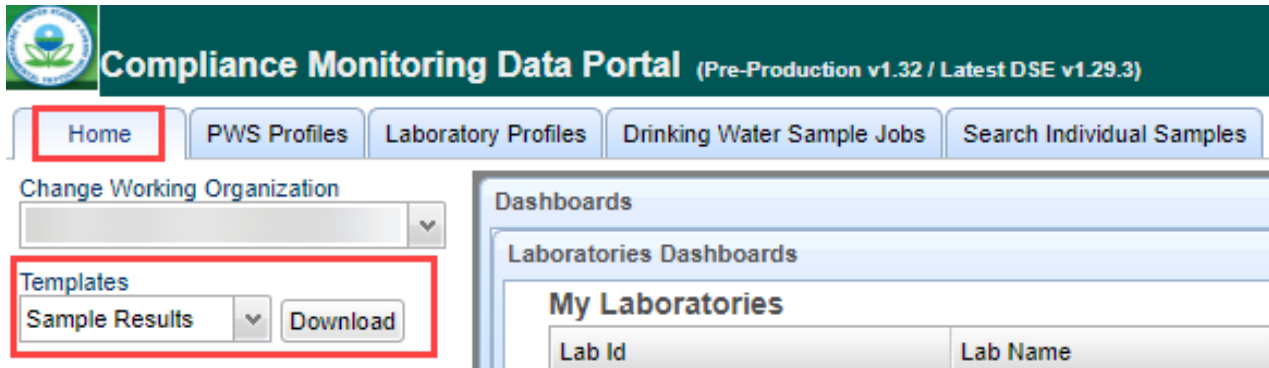 Compliance Monitoring Data Portal (Pre-Production v1.32 / Latest DSE v1.29.3)
Home PWS Profiles Laboratory Profiles Drinking Water Sample Jobs Search Individual Samples
Change Working Organization
Templates
Sample Results Download
Dashboards
Laboratories Dashboards
My Laboratories
Lab Id Lab Name